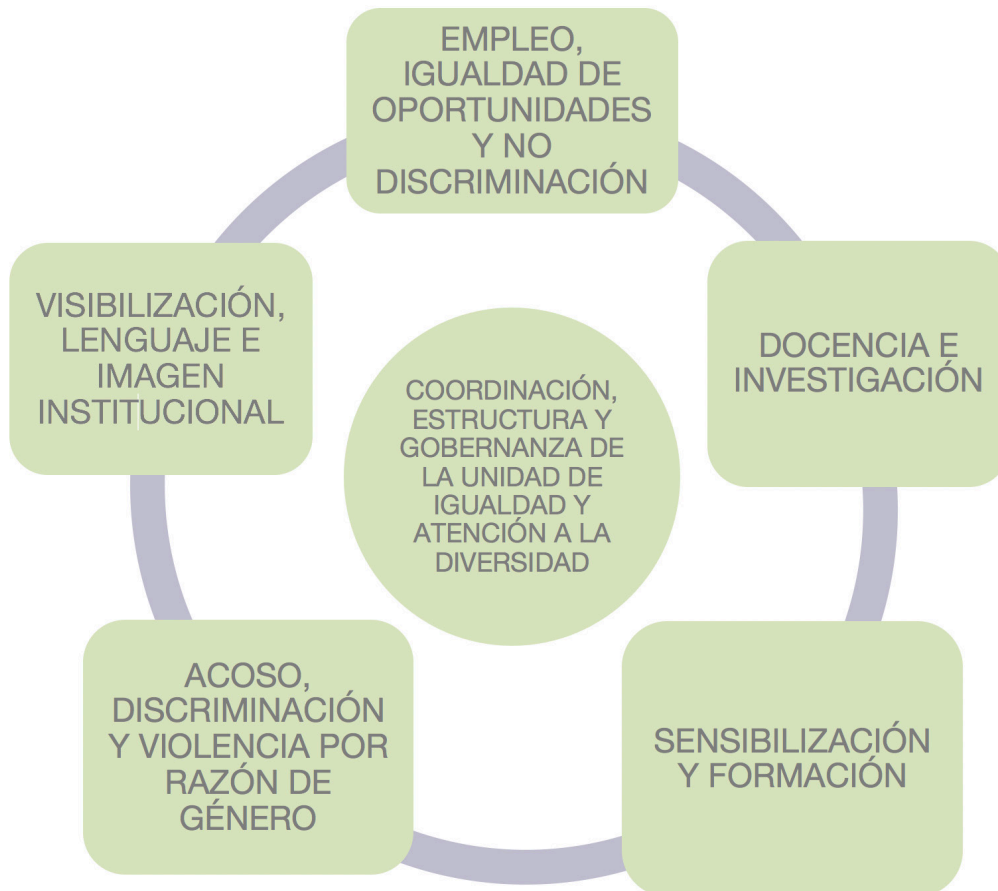 EMPLEO,
IGUALDAD DE
OPORTUNIDADES
Y NO
DISCRIMINACIÓN
VISIBILIZACIÓN,
LENGUAJE E
IMAGEN
INSTITUCIONAL
DOCENCIA E
INVESTIGACIÓN
COORDINACIÓN,
ESTRUCTURA Y
GOBERNANZA DE
LA UNIDAD DE
IGUALDAD Y
ATENCIÓN A LA
DIVERSIDAD
ACOSO,
DISCRIMINACIÓN
Y VIOLENCIA POR
RAZÓN DE
GÉNERO
SENSIBILIZACIÓN
Y FORMACIÓN